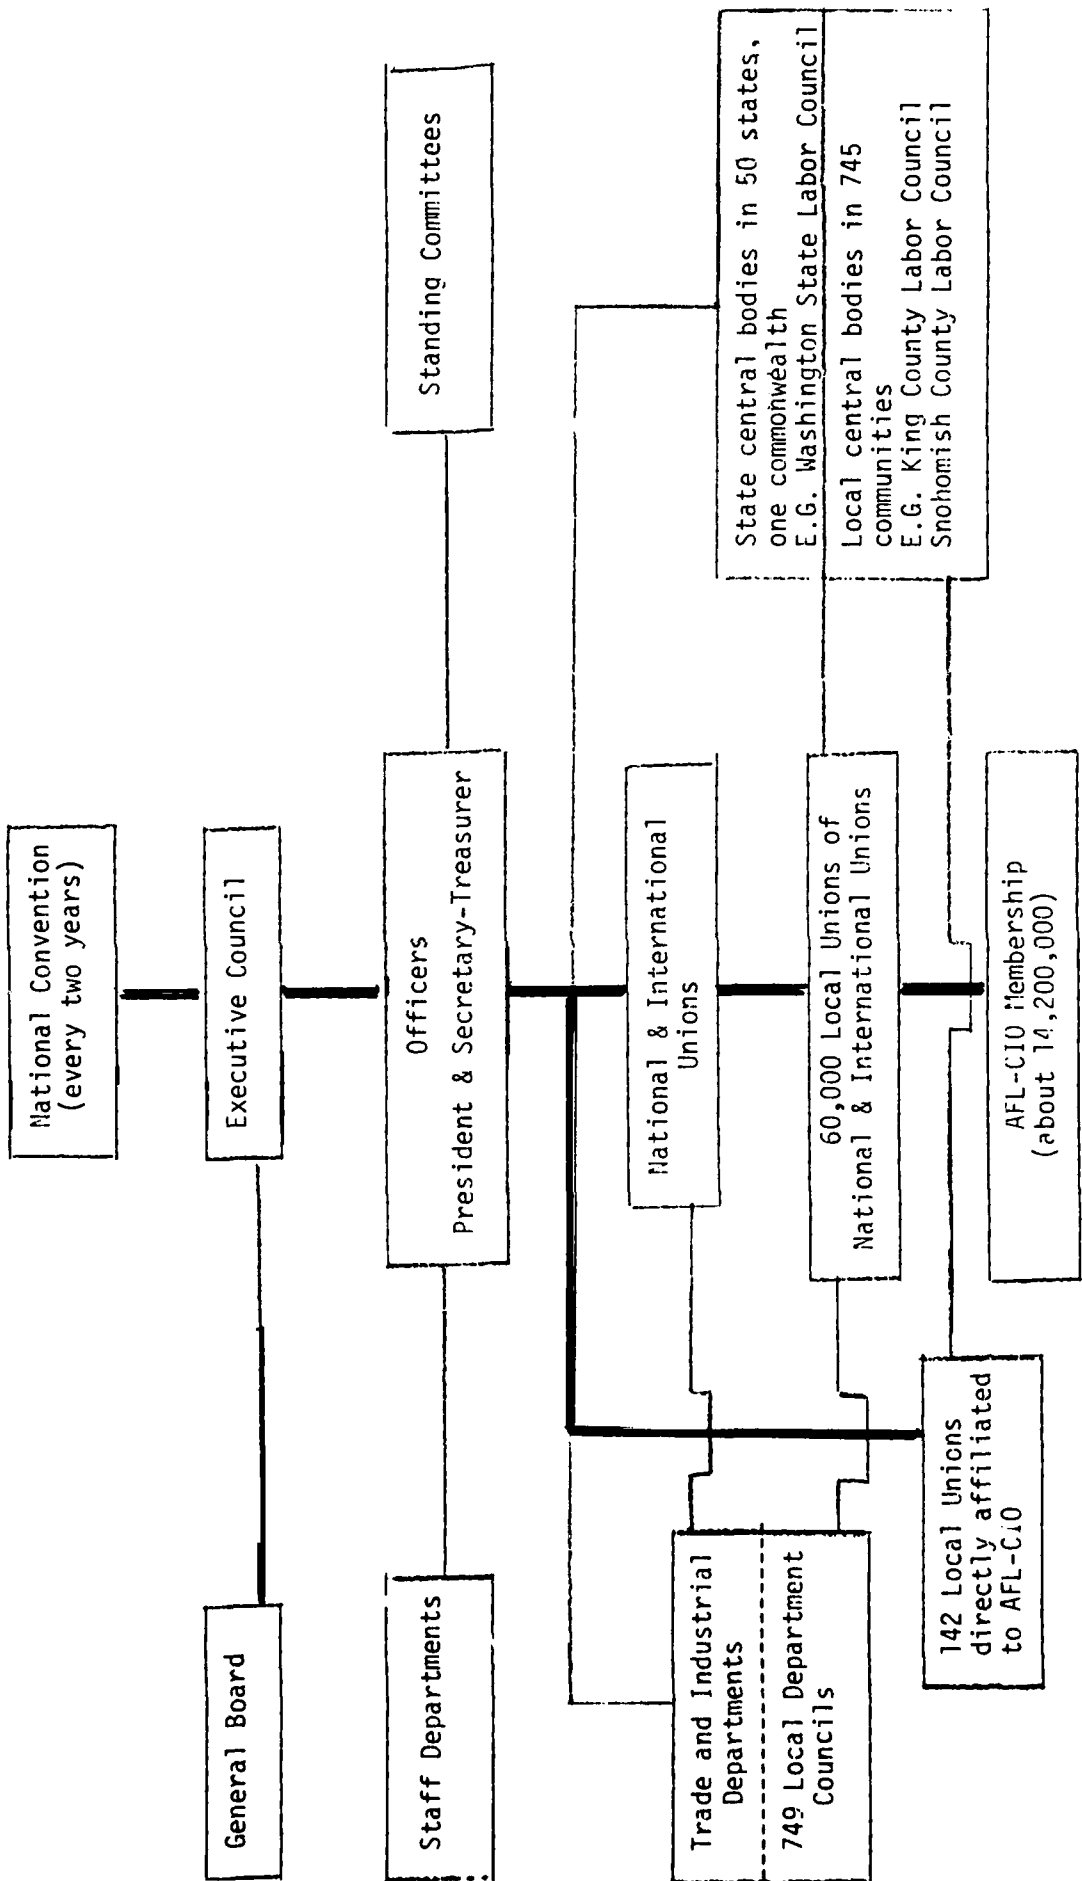 National Convention
(every two years)
General Board
Executive Council
Staff Departments
Officers
President & Secretary-Treasurer
Standing Committees
Trade and Industrial
Departments
749 Local Department
Councils
National & International
Unions
60,000 Local Unions of
National & International Unions
State central bodies in 50 states,
one commonwealth
E.G. Washington State Labor Council
Local central bodies in 745
communities
E.G. King County Labor Council
Snohomish County Labor Council
142 Local Unions
directly affiliated
to AFL-CIO
AFL-CIO Membership
(about 14,200,000)